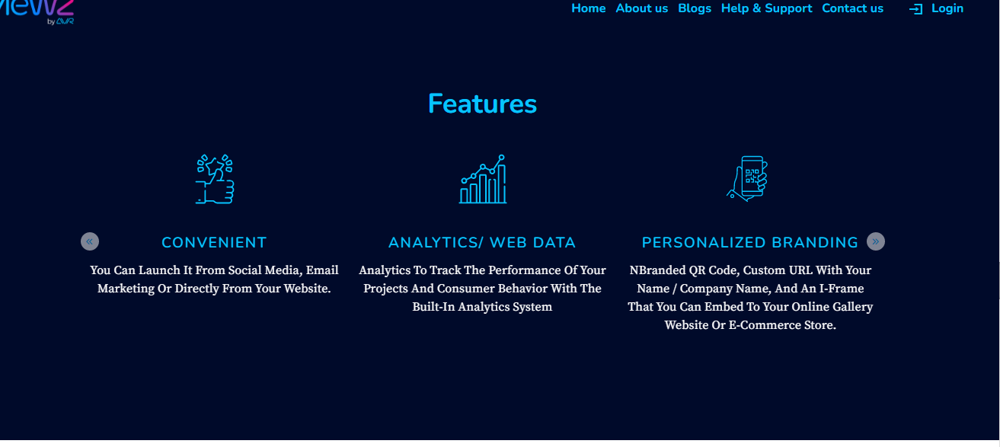 by AVR
Home About us Blogs Help & Support Contact us Login
Features
CONVENIENT
You Can Launch It From Social Media, Email
Marketing Or Directly From Your Website.
ANALYTICS/ WEB DATA
Analytics To Track The Performance Of Your
Projects And Consumer Behavior With The
Built-In Analytics System
PERSONALIZED BRANDING
NBranded QR Code, Custom URL With Your
Name / Company Name, And An I-Frame
That You Can Embed To Your Online Gallery
Website Or E-Commerce Store.